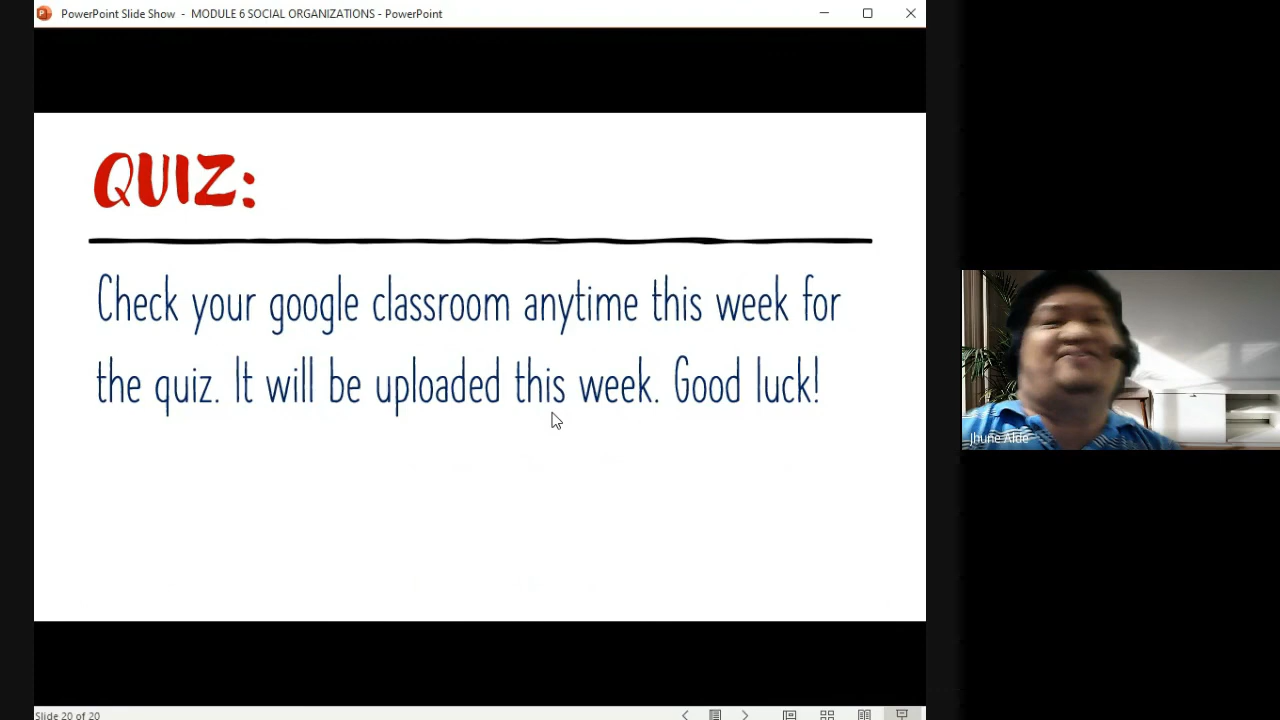 PowerPoint Slide Show - MODULE 6 SOCIAL ORGANIZATIONS - PowerPoint
QUIZ:
Check your google classroom anytime this week for
the quiz. It will be uploaded this week. Good luck!
Jhune Alde
Slide 20 of 20